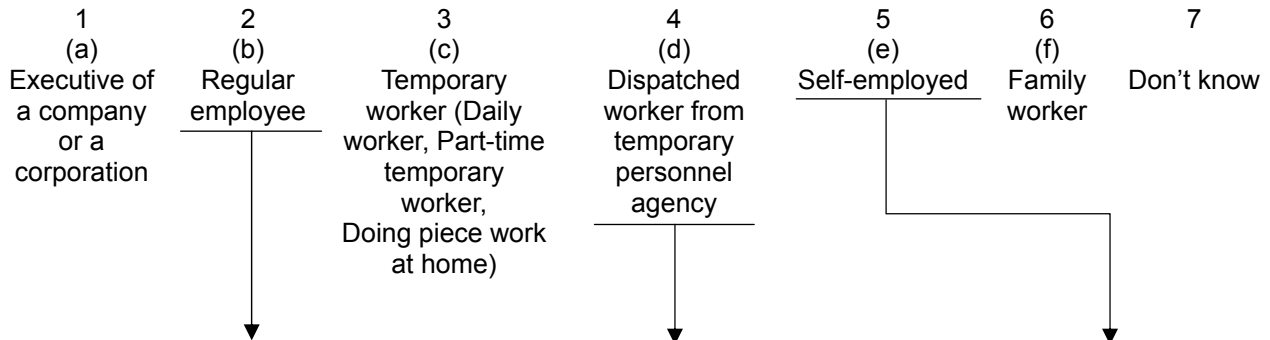 1 2 3 4 5 6 7
(a) (b) (c) (d) (e) (f)
Executive of
a company
or a
corporation
Regular
employee
Temporary
worker (Daily
worker, Part-time
temporary
worker,
Doing piece work
at home)
Dispatched
worker from
temporary
personnel
agency
Self-employed
Family
worker
Don’t know